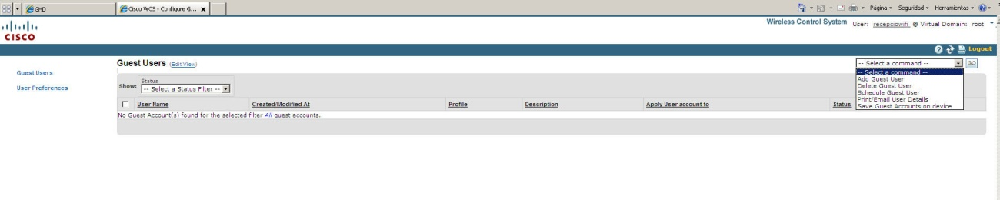 GHD
Cisco WCS - Configure G...
Página
Seguridad
Herramientas
CISCO
Wireless Control System
User: recepciowifi @ Virtual Domain: root
Logout
Guest Users
User Preferences
Guest Users (Edit View)
-- Select a command --
GO
-- Select a command --
Add Guest User
Delete Guest User
Schedule Guest User
Print/Email User Details
Save Guest Accounts on device
Show:
Status
-- Select a Status Filter --
User Name Created/Modified At Profile Description Apply User account to Status
No Guest Account(s) found for the selected filter All guest accounts.